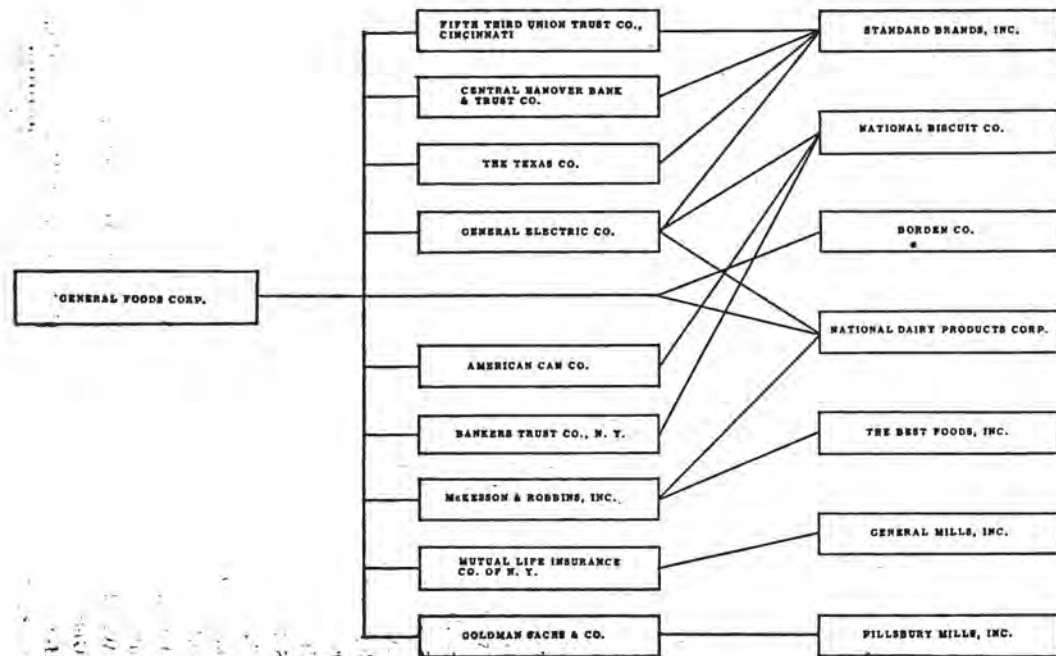 FIFTH THIRD UNION TRUST CO.,
CINCINNATI
STANDARD BRANDS, INC.
CENTRAL HANOVER BANK
& TRUST CO.
NATIONAL BISCUIT CO.
THE TEXAS CO.
GENERAL ELECTRIC CO.
BORDEN CO.
GENERAL FOODS CORP.
NATIONAL DAIRY PRODUCTS CORP.
AMERICAN CAN CO.
BANKERS TRUST CO., N. Y.
THE BEST FOODS, INC.
McKESSON & ROBBINS, INC.
GENERAL MILLS, INC.
MUTUAL LIFE INSURANCE
CO. OF N. Y.
GOLDMAN SACHS & CO.
PILLSBURY MILLS, INC.